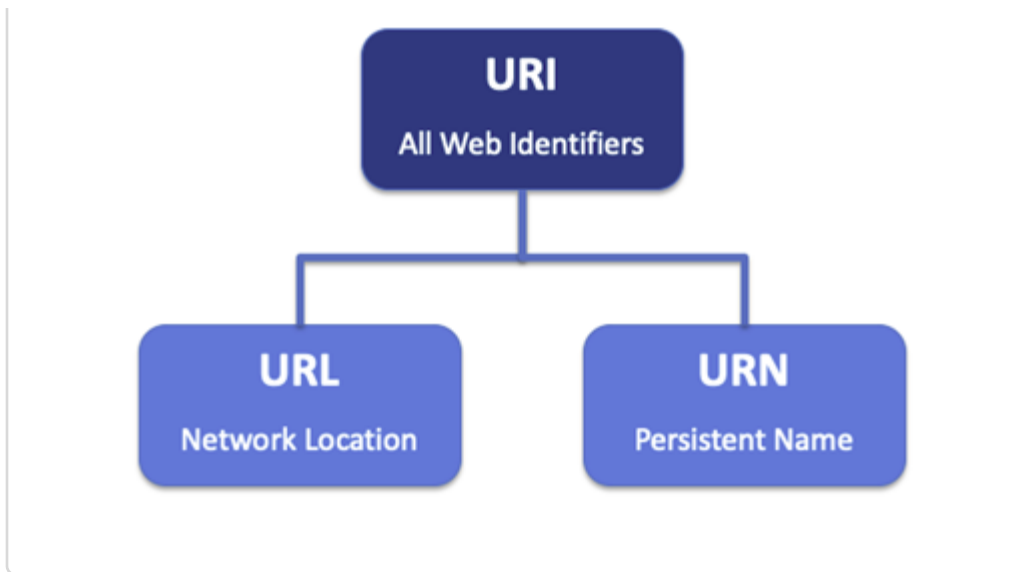 URI
All Web Identifiers
URL
Network Location
URN
Persistent Name